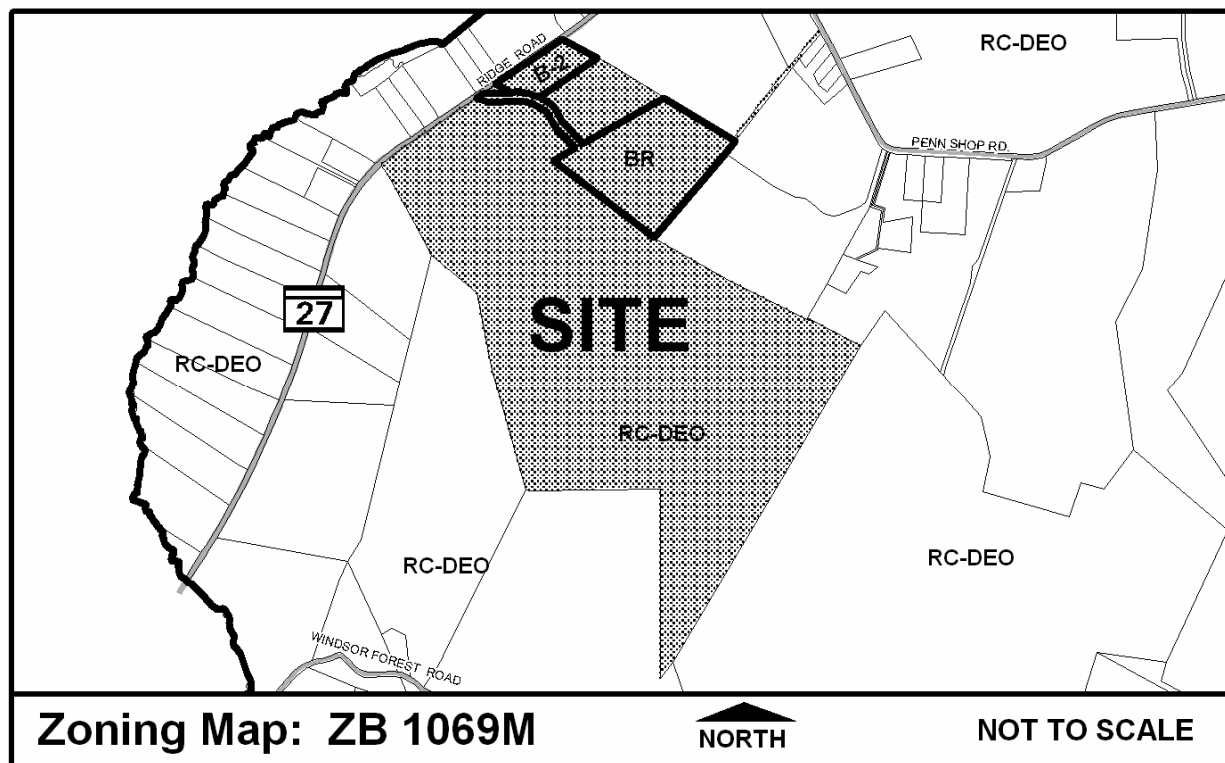 RIDGE ROAD
B-2
RC-DEO
PENN SHOP RD.
BR
SITE
27
RC-DEO
RC-DEO
RC-DEO
RC-DEO
WINDSOR FOREST ROAD
Zoning Map: ZB 1069M
NORTH
NOT TO SCALE